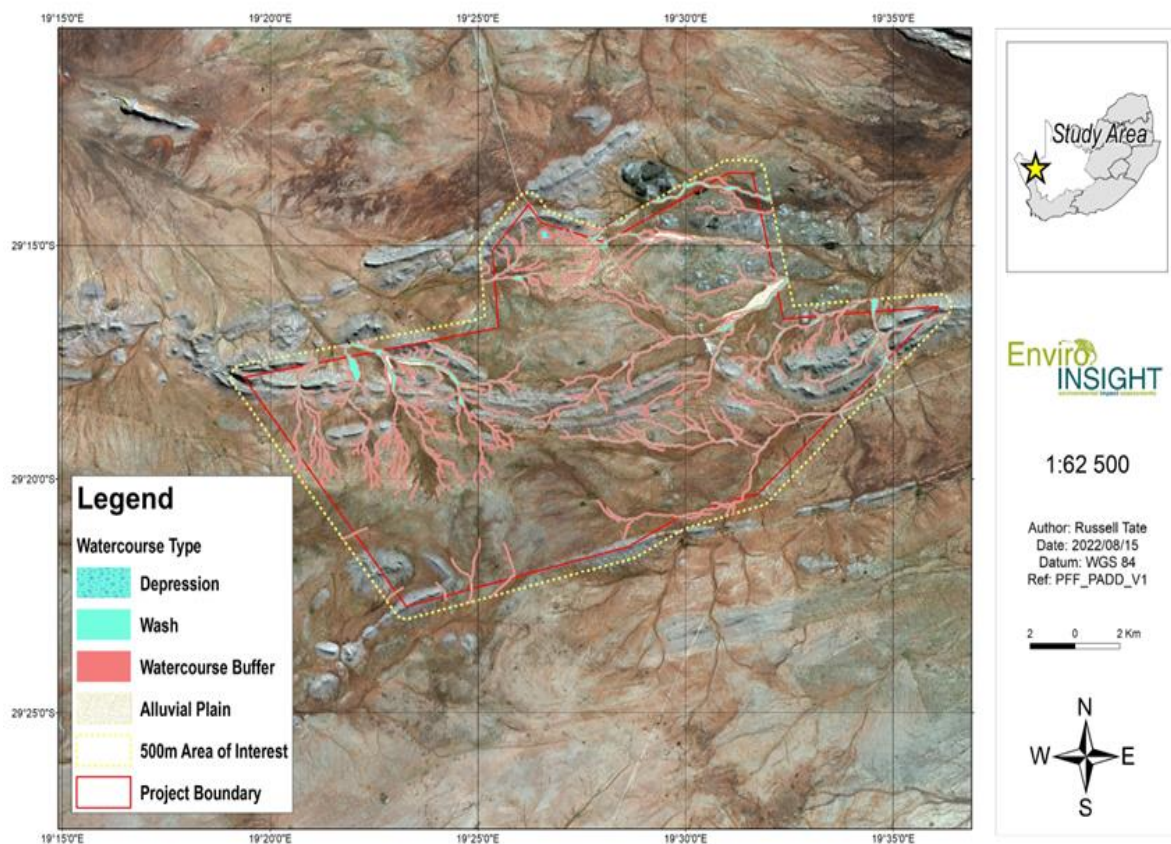 19°15'0"E
19°20'0"E
19°25'0"E
19°30'0"E
19°35'0"E
29°15'0"S
29°20'0"S
29°25'0"S
Legend
Watercourse Type
Depression
Wash
Watercourse Buffer
Alluvial Plain
500m Area of Interest
Project Boundary
19°15'0"E
19°20'0"E
19°25'0"E
19°30'0"E
19°35'0"E
Study Area
Enviro
INSIGHT
environmental impact assessments
1:62 500
Author: Russell Tate
Date: 2022/08/15
Datum: WGS 84
Ref: PFF_PADD_V1
2 0 2 Km
N
W E
S